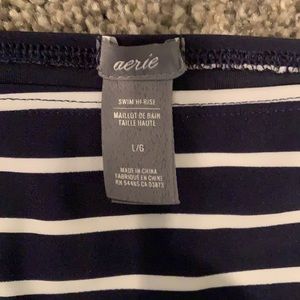 aerie
SWIM HI-RISE
MAILLOT DE BAIN
TAILLE HAUTE
L/G
MADE IN CHINA
FABRIQUÉ EN CHINE
RN 54485 CA 03873